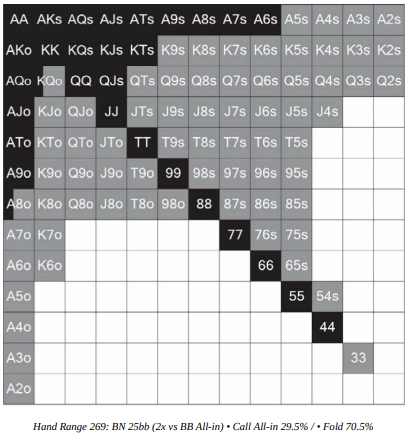 AA AKs AQs AJs ATs A9s A8s A7s A6s A5s A4s A3s A2s
AKo KK KQs KJs KTs K9s K8s K7s K6s K5s K4s K3s K2s
AQo KQo QQ QJs QTs Q9s Q8s Q7s Q6s Q5s Q4s Q3s Q2s
AJo KJo QJo JJ JTs J9s J8s J7s J6s J5s J4s
ATo KTo QTo JTo TT T9s T8s T7s T6s T5s
A9o K9o Q9o J9o T9o 99 98s 97s 96s 95s
A8o K8o Q8o J8o T8o 98o 88 87s 86s 85s
A7o K7o 77 76s 75s
A6o K6o 66 65s
A5o 55 54s
A4o 44
A3o 33
A2o
Hand Range 269: BN 25bb (2x vs BB All-in) • Call All-in 29.5% / • Fold 70.5%